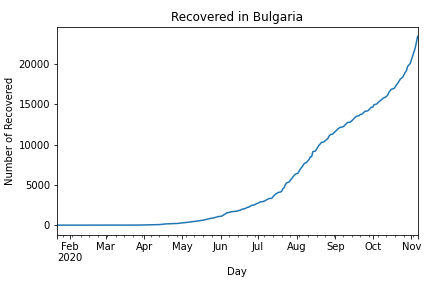 Recovered in Bulgaria
Number of Recovered
20000
15000
10000
5000
0
Feb Mar Apr May Jun Jul Aug Sep Oct Nov
2020
Day